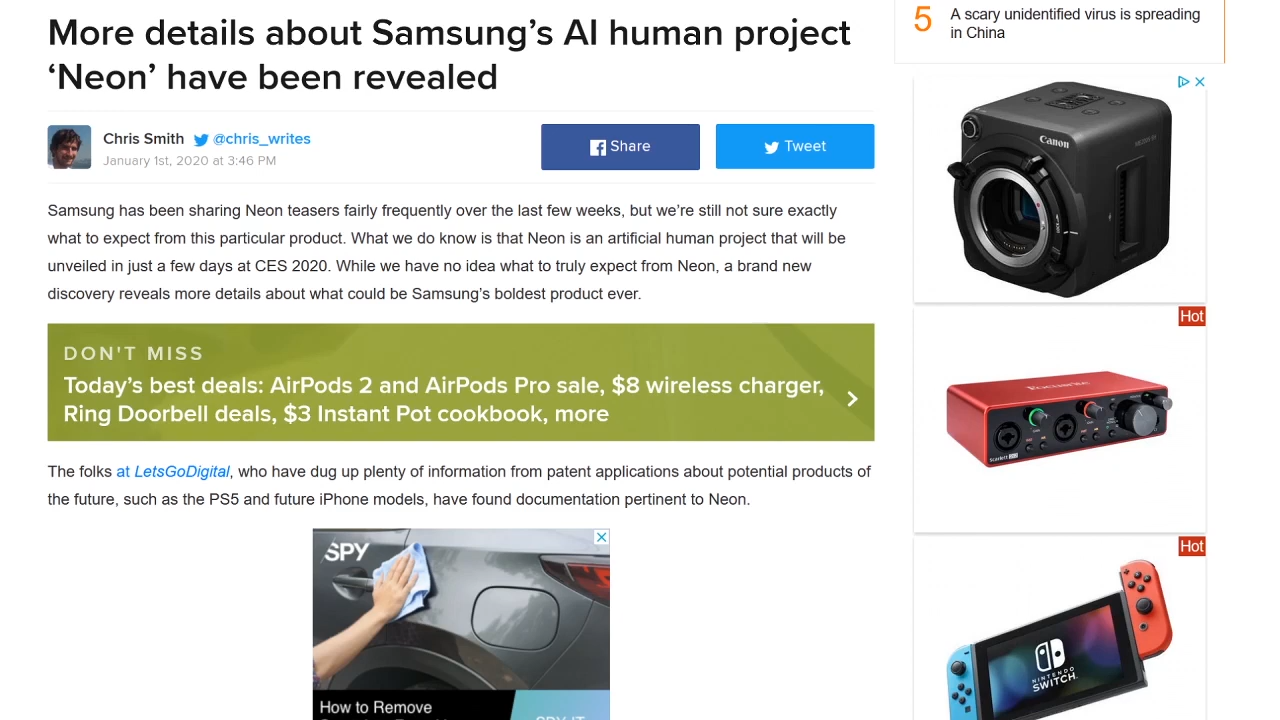 More details about Samsung’s AI human project
‘Neon’ have been revealed
Chris Smith @chris_writes
January 1st, 2020 at 3:46 PM
Share
Tweet
Samsung has been sharing Neon teasers fairly frequently over the last few weeks, but we’re still not sure exactly
what to expect from this particular product. What we do know is that Neon is an artificial human project that will be
unveiled in just a few days at CES 2020. While we have no idea what to truly expect from Neon, a brand new
discovery reveals more details about what could be Samsung’s boldest product ever.
DON'T MISS
Today’s best deals: AirPods 2 and AirPods Pro sale, $8 wireless charger,
Ring Doorbell deals, $3 Instant Pot cookbook, more
The folks at LetsGoDigital, who have dug up plenty of information from patent applications about potential products of
the future, such as the PS5 and future iPhone models, have found documentation pertinent to Neon.
SPY
How to Remove
5
A scary unidentified virus is spreading
in China
Canon
Hot
Focusrite
Scarlett
Hot
NINTENDO
SWITCH